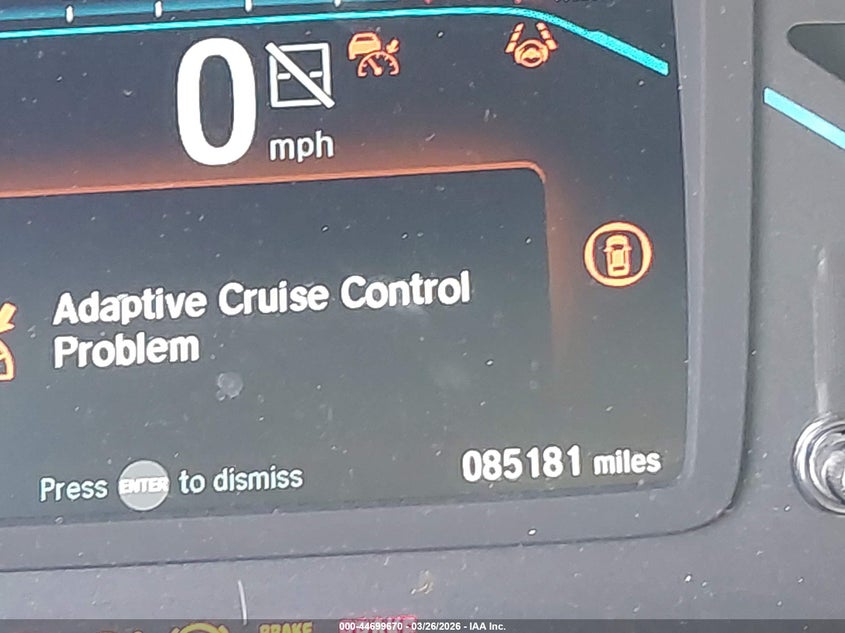 0
mph
Adaptive Cruise Control
Problem
Press ENTER to dismiss
085181 miles
BRAKE
000-44699670 - 03/26/2026 - IAA Inc.